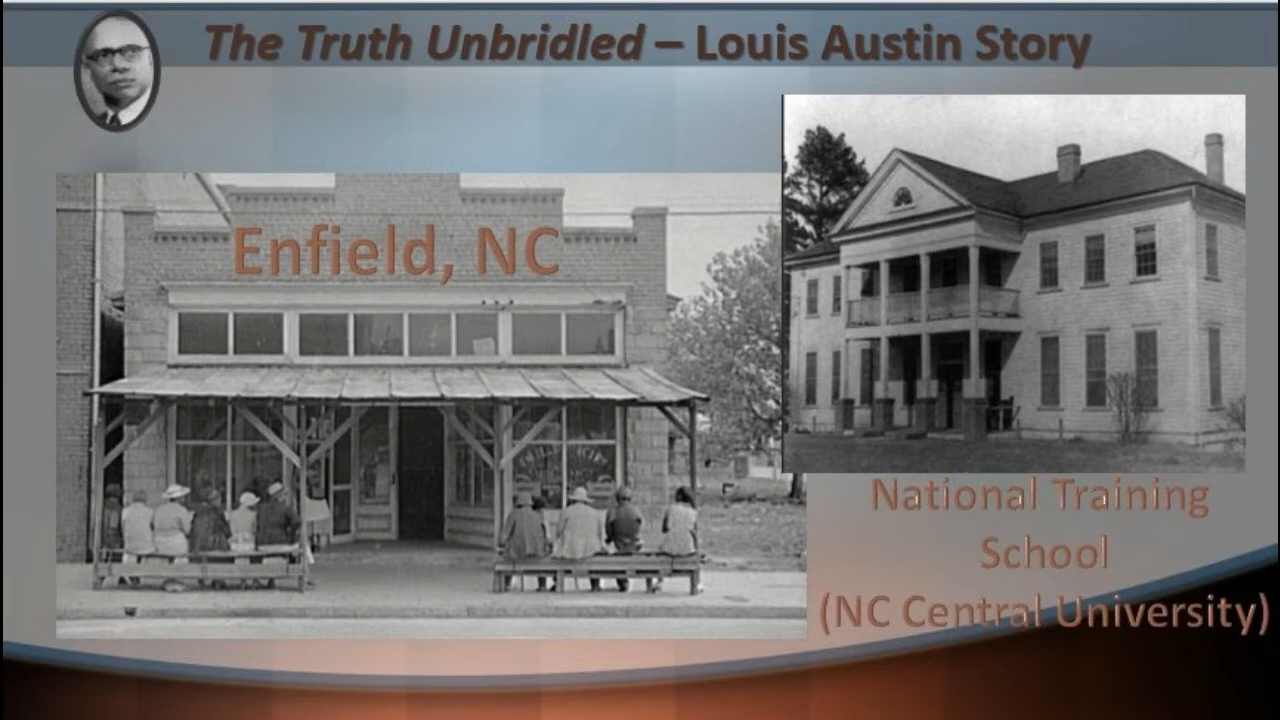 The Truth Unbridled – Louis Austin Story
Enfield, NC
National Training
School
(NC Central University)